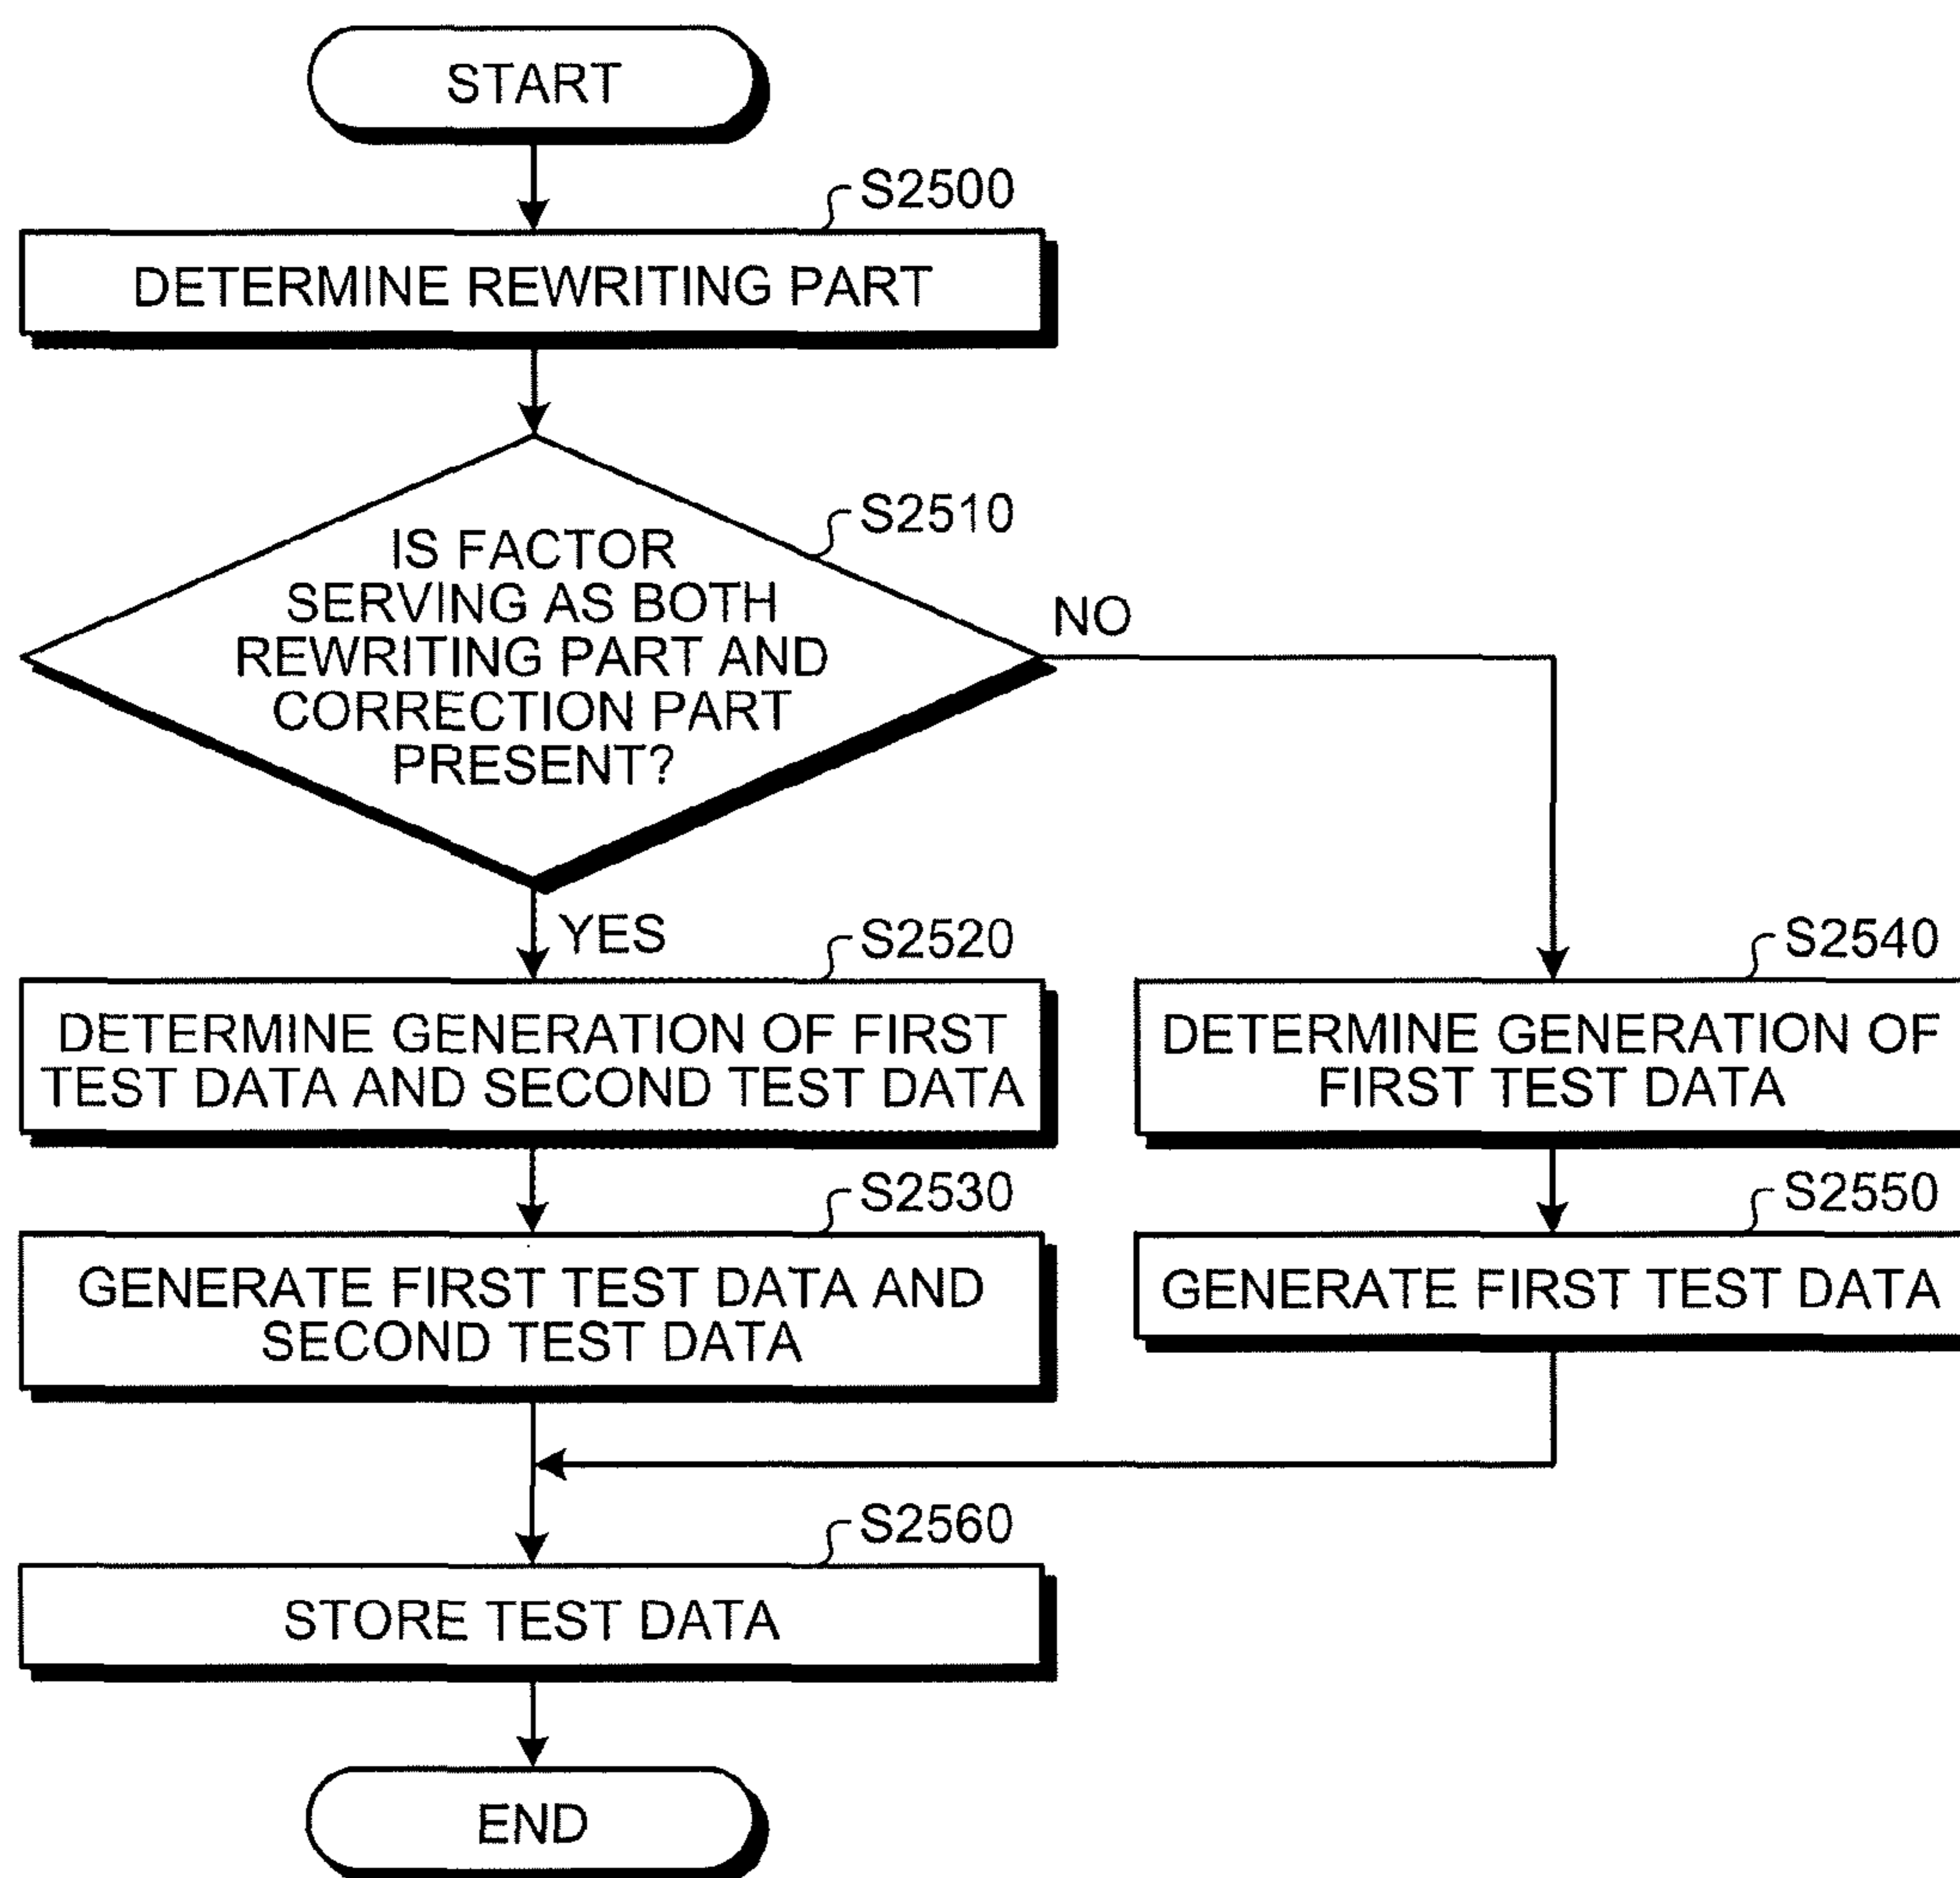 START
S2500
DETERMINE REWRITING PART
S2510
IS FACTOR
SERVING AS BOTH
REWRITING PART AND
CORRECTION PART
PRESENT?
NO
YES
S2520
DETERMINE GENERATION OF FIRST
TEST DATA AND SECOND TEST DATA
S2540
DETERMINE GENERATION OF
FIRST TEST DATA
S2530
GENERATE FIRST TEST DATA AND
SECOND TEST DATA
S2550
GENERATE FIRST TEST DATA
S2560
STORE TEST DATA
END